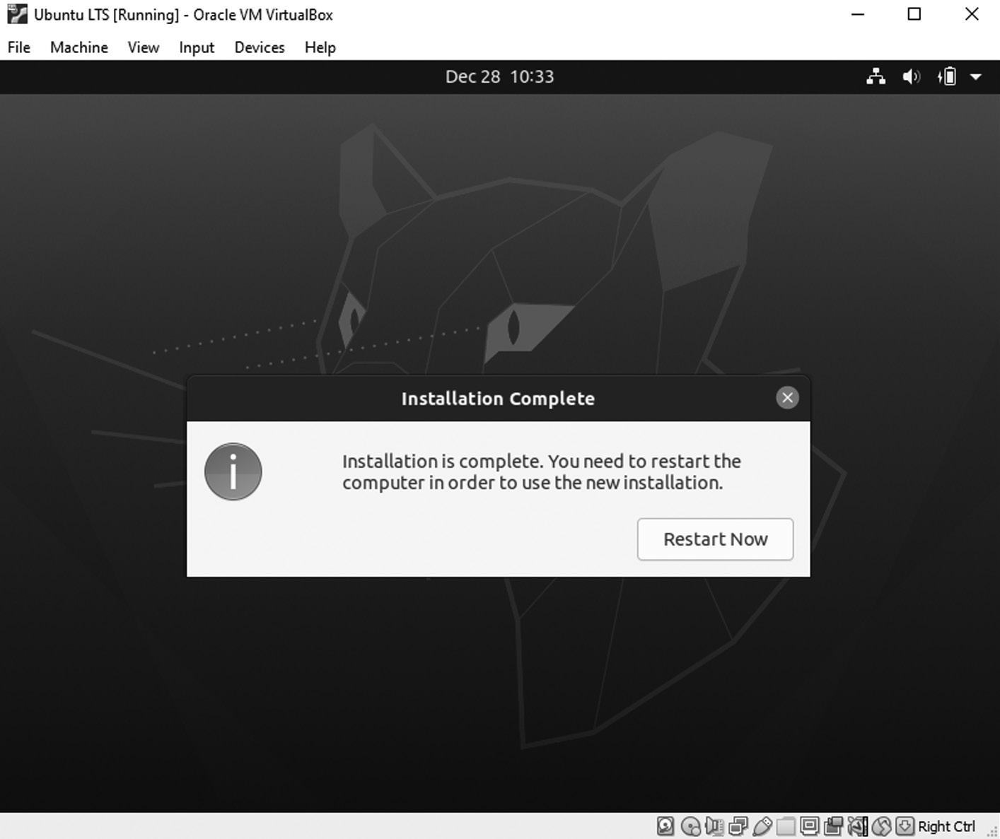 Ubuntu LTS [Running] - Oracle VM VirtualBox
File Machine View Input Devices Help
Dec 28 10:33
Installation Complete
Installation is complete. You need to restart the
computer in order to use the new installation.
Restart Now
Right Ctrl